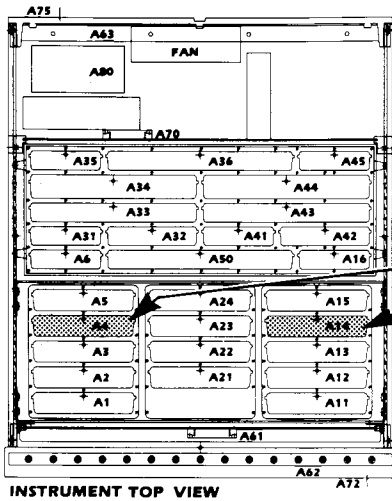 A75
A63
FAN
A80
A70
A35 A36 A45
A34 A44
A33 A43
A31 A32 A41 A42
A6 A50 A16
A5 A24 A15
A4 A23 A14
A3 A22 A13
A2 A21 A12
A1 A11
A61
A62
A72
INSTRUMENT TOP VIEW